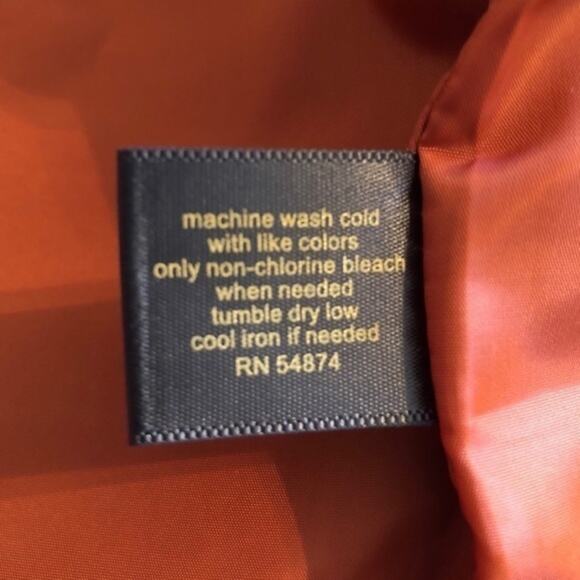 machine wash cold
with like colors
only non-chlorine bleach
when needed
tumble dry low
cool iron if needed
RN 54874